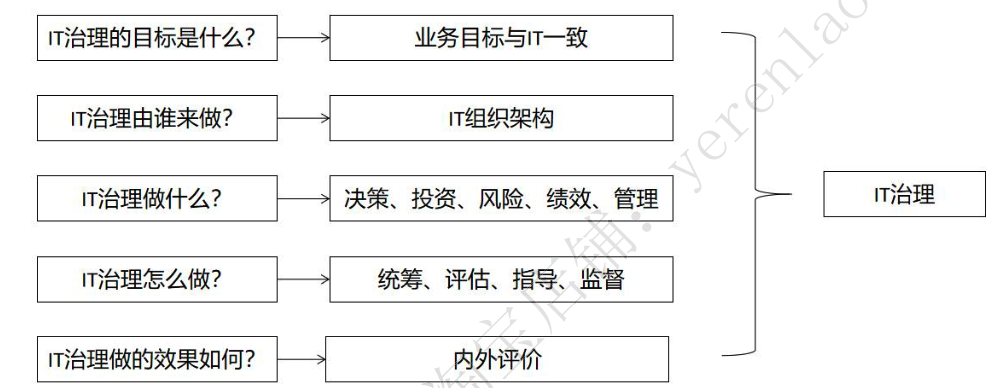 IT治理的目标是什么?
业务目标与IT一致
IT治理由谁来做?
IT组织架构
IT治理做什么?
决策、投资、风险、绩效、管理
IT治理
IT治理怎么做?
统筹、评估、指导、监督
IT治理做的效果如何?
内外评价
淘宝店铺：yerenlao